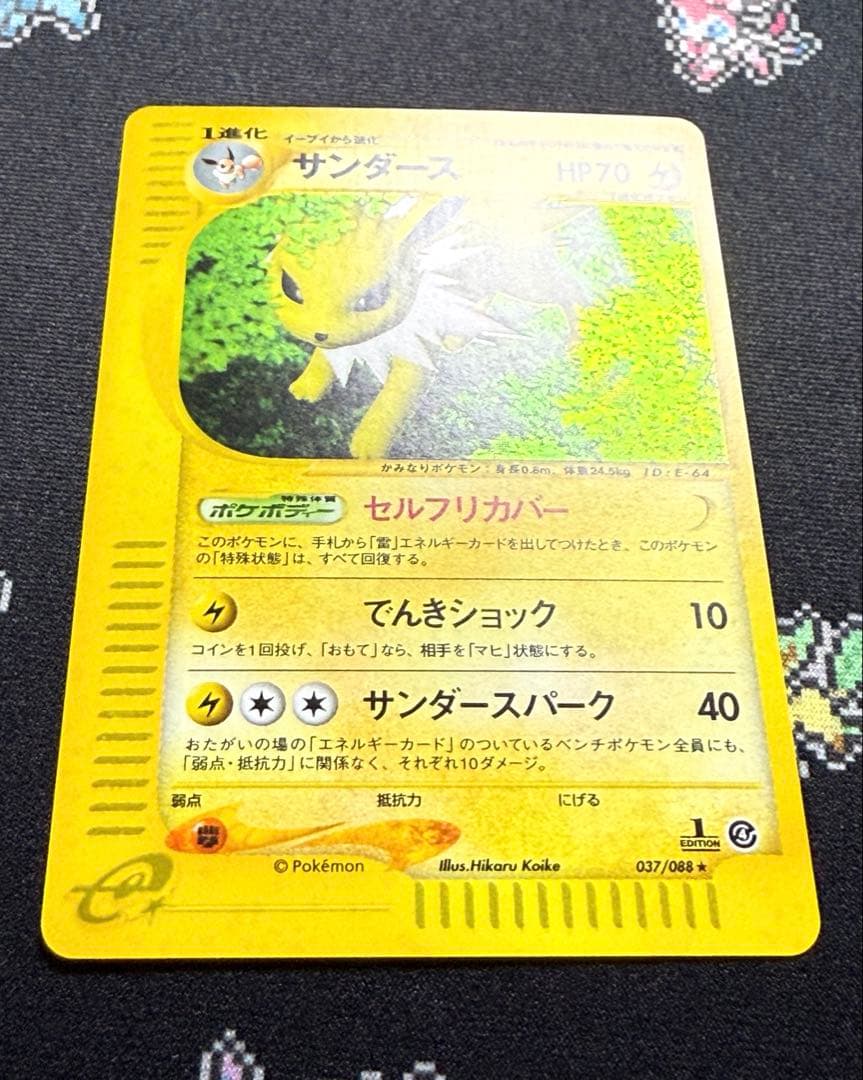 1進化 イーブイから進化
サンダース HP70
かみなりポケモン：身長0.8m、体重24.5kg ID：E-64
特殊体質
ポケボディー セルフリカバー
このポケモンに、手札から「雷」エネルギーカードを出してつけたとき、このポケモン
の「特殊状態」は、すべて回復する。
でんきショック 10
コインを1回投げ、「おもて」なら、相手を「マヒ」状態にする。
サンダースパーク 40
おたがいの場の「エネルギーカード」のついているベンチポケモン全員にも、
「弱点・抵抗力」に関係なく、それぞれ10ダメージ。
弱点 抵抗力 にげる
1
EDITION
© Pokémon Illus.Hikaru Koike 037/088★